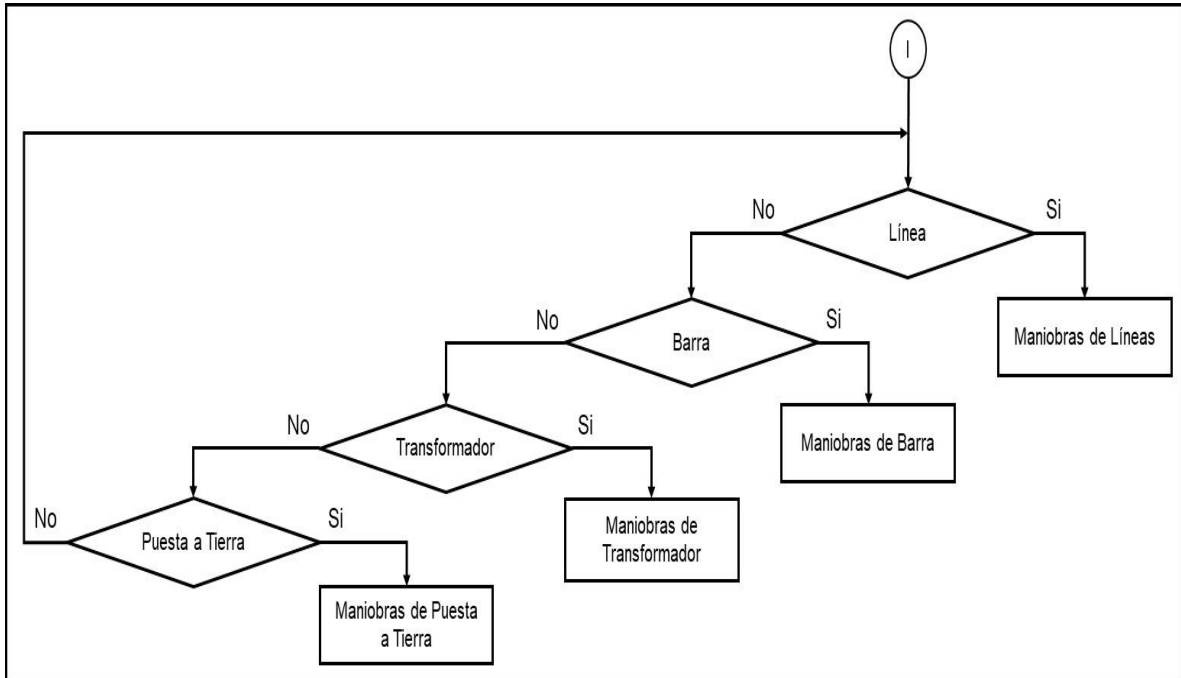 I
No
Línea
Si
Maniobras de Líneas
No
Barra
Si
Maniobras de Barra
No
Transformador
Si
Maniobras de
Transformador
No
Puesta a Tierra
Si
Maniobras de Puesta
a Tierra